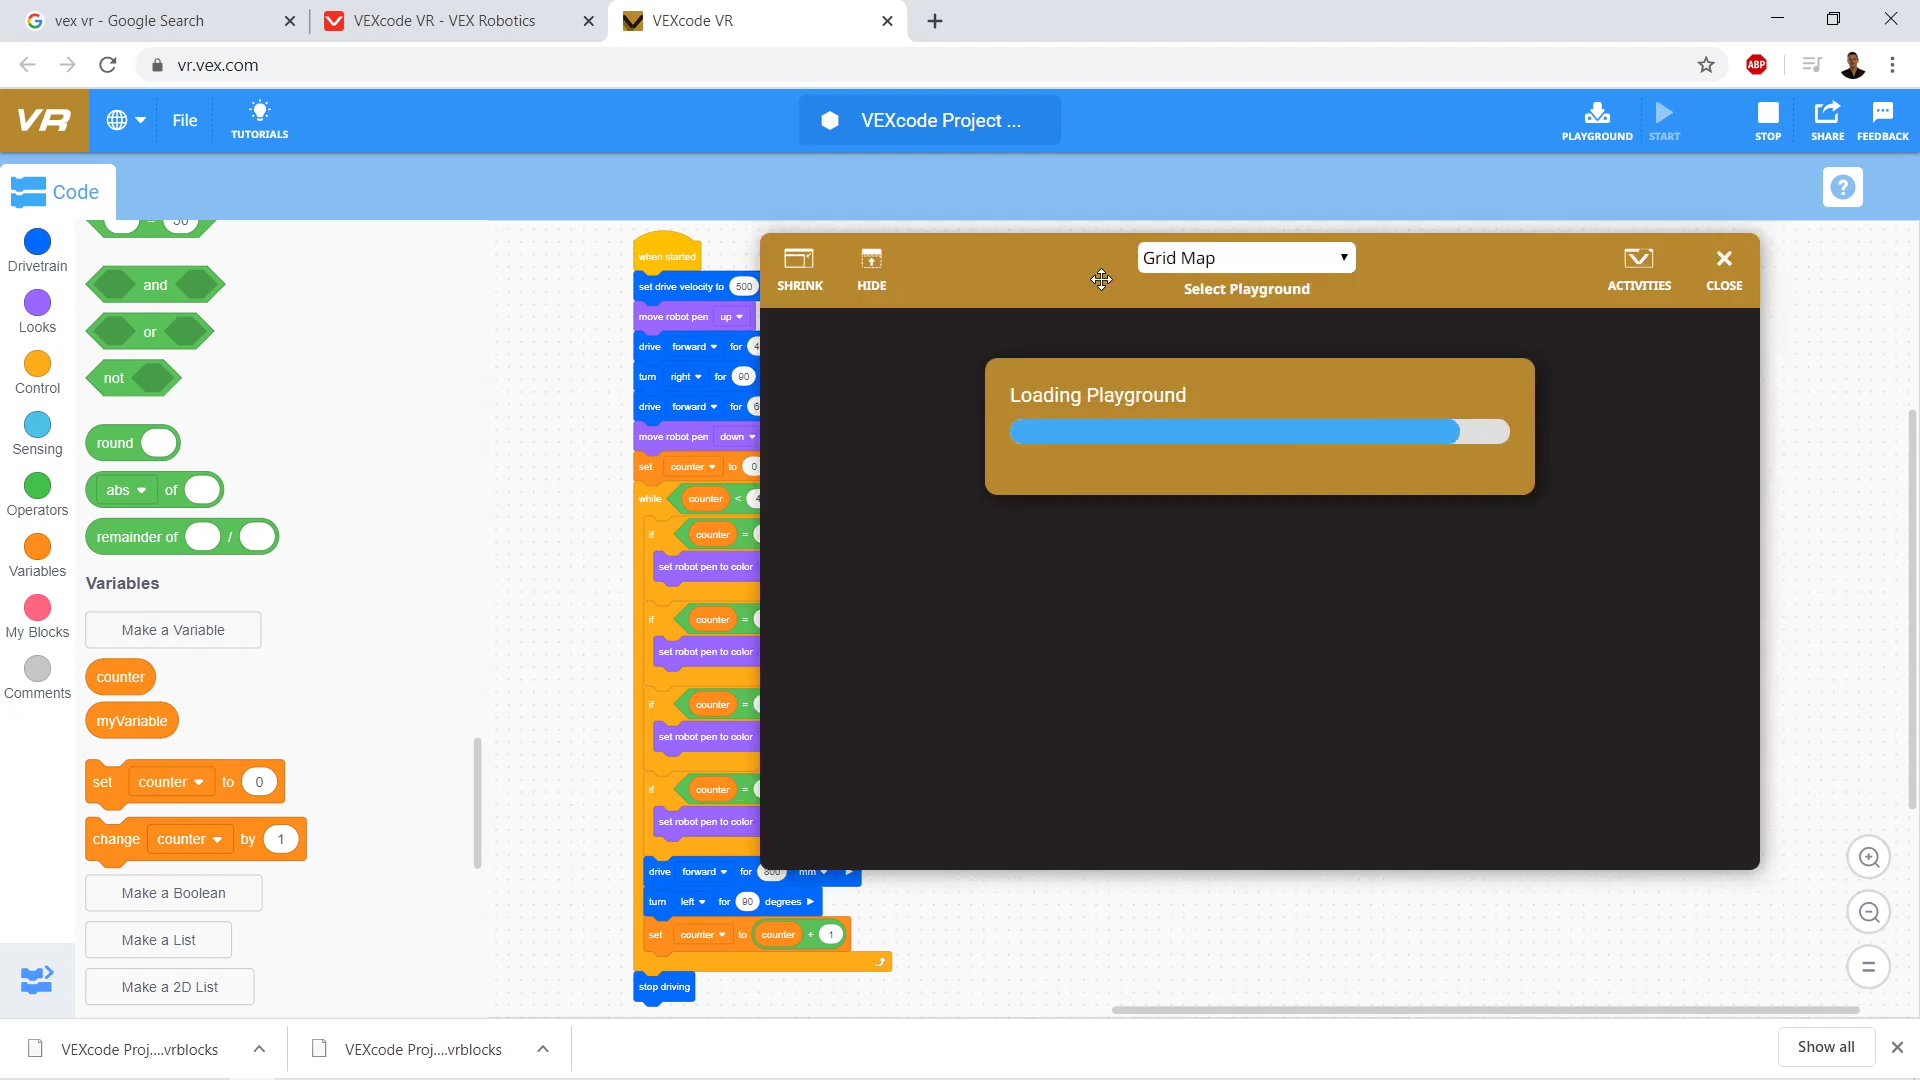 vex vr - Google Search
VEXcode VR - VEX Robotics
VEXcode VR
vr.vex.com
ABP
VR
File
TUTORIALS
VEXcode Project ...
PLAYGROUND
START
STOP
SHARE
FEEDBACK
Code
?
Drivetrain
Looks
Control
Sensing
Operators
Variables
My Blocks
Comments
and
or
not
round
abs of
remainder of /
Variables
Make a Variable
counter
myVariable
set counter to 0
change counter by 1
Make a Boolean
Make a List
Make a 2D List
when started
set drive velocity to 500
move robot pen up
drive forward for 4
turn right for 90
drive forward for 6
move robot pen down
set counter to 0
while counter < 4
if counter =
set robot pen to color
if counter =
set robot pen to color
if counter =
set robot pen to color
if counter =
set robot pen to color
drive forward for 800 mm
turn left for 90 degrees
set counter to counter + 1
stop driving
SHRINK
HIDE
Grid Map
Select Playground
ACTIVITIES
CLOSE
Loading Playground
VEXcode Proj....vrblocks
VEXcode Proj....vrblocks
Show all